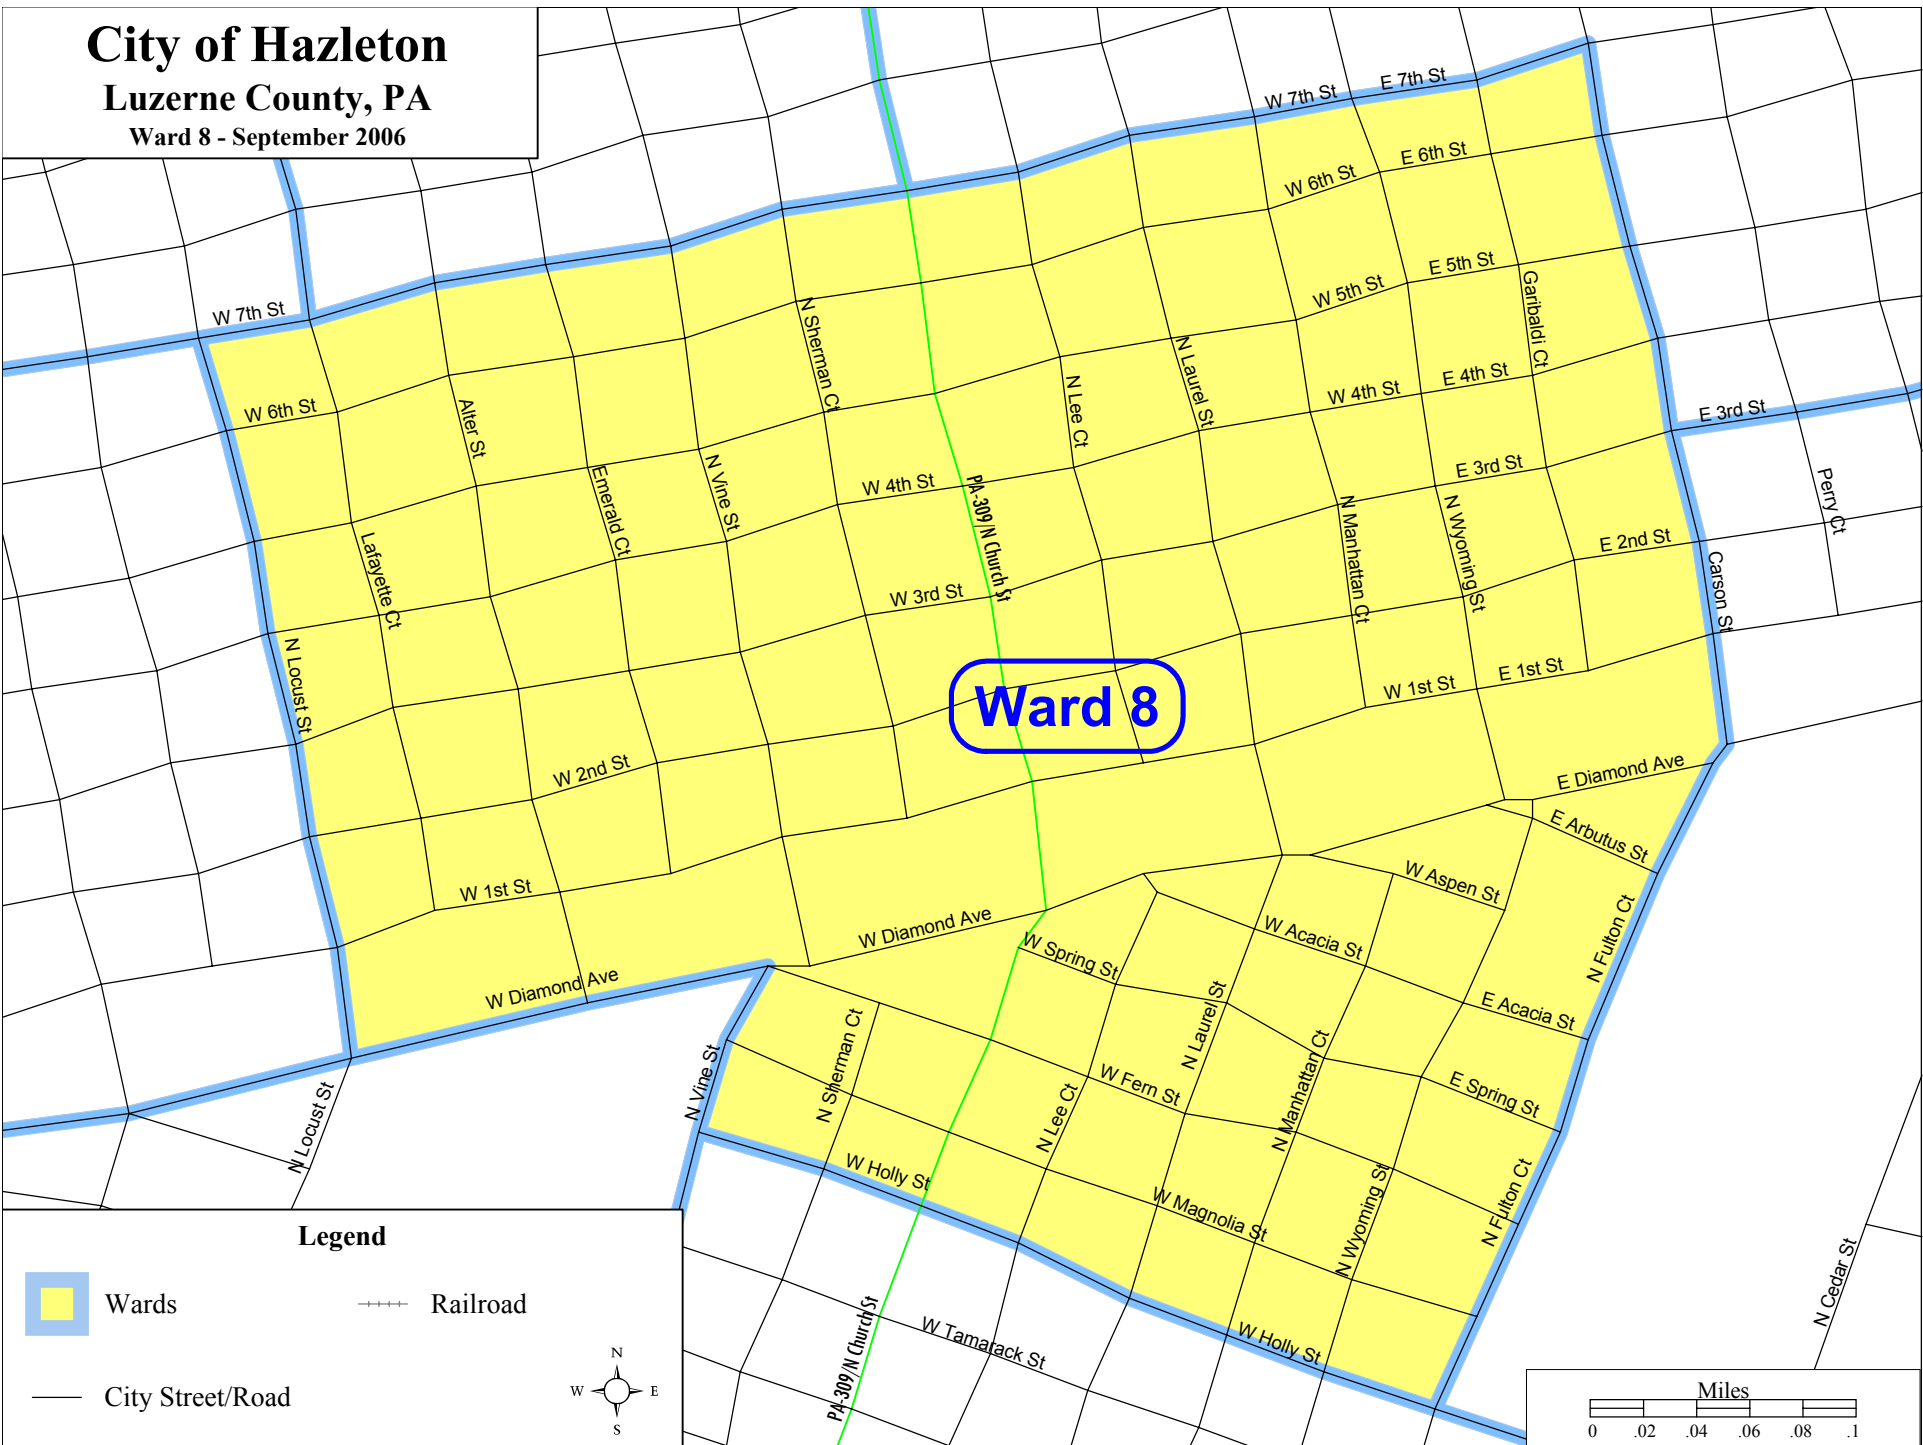 City of Hazleton
Luzerne County, PA
Ward 8 - September 2006
W 7th St
E 7th St
W 6th St
E 6th St
W 5th St
E 5th St
Garibaldi Ct
W 7th St
N Sherman Ct
N Laurel St
W 4th St
E 4th St
N Lee Ct
E 3rd St
W 6th St
Alter St
Emerald Ct
N Vine St
W 4th St
PA-309/N Church St
E 3rd St
N Manhattan Ct
N Wyoming St
Perry Ct
E 2nd St
Carson St
Lafayette Ct
W 3rd St
N Locust St
Ward 8
W 1st St
E 1st St
W 2nd St
E Diamond Ave
E Arbutus St
W 1st St
W Aspen St
W Diamond Ave
W Acacia St
N Fulton Ct
W Spring St
W Diamond Ave
N Laurel St
E Acacia St
N Sherman Ct
N Vine St
N Manhattan Ct
W Fern St
E Spring St
N Locust St
N Lee Ct
W Holly St
N Wyoming St
N Fulton Ct
W Magnolia St
N Cedar St
W Holly St
W Tamarack St
PA-309/N Church St
Legend
Wards
Railroad
City Street/Road
N
W E
S
Miles
0 .02 .04 .06 .08 .1